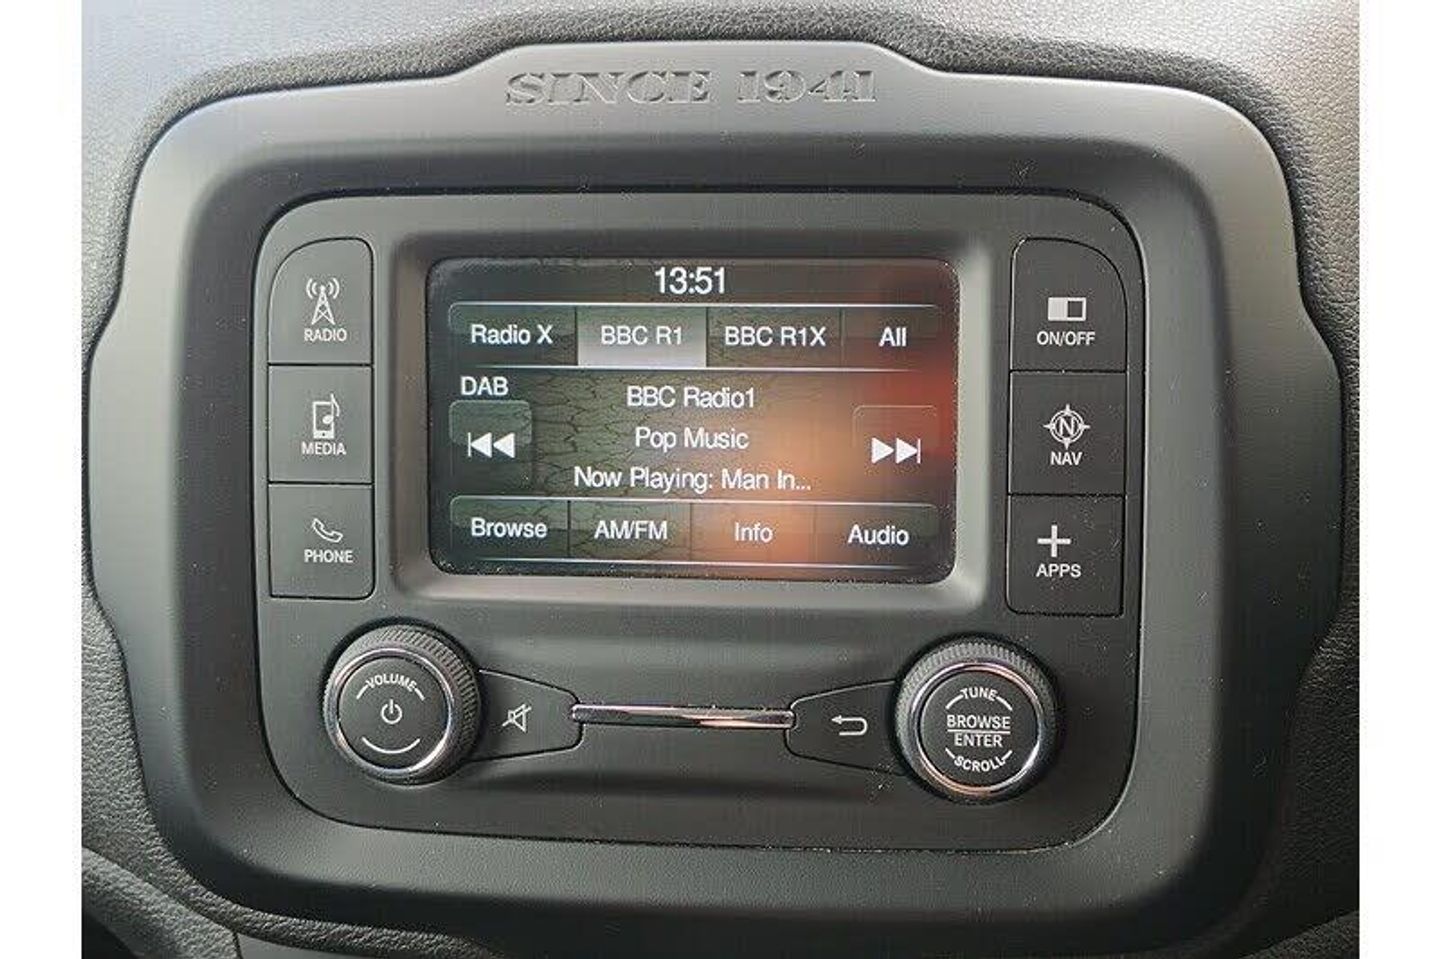 SINCE 1941
RADIO
MEDIA
PHONE
13:51
Radio X BBC R1 BBC R1X All
DAB
BBC Radio1
Pop Music
Now Playing: Man In...
Browse AM/FM Info Audio
ON/OFF
N
NAV
APPS
VOLUME
TUNE
BROWSE
ENTER
SCROLL